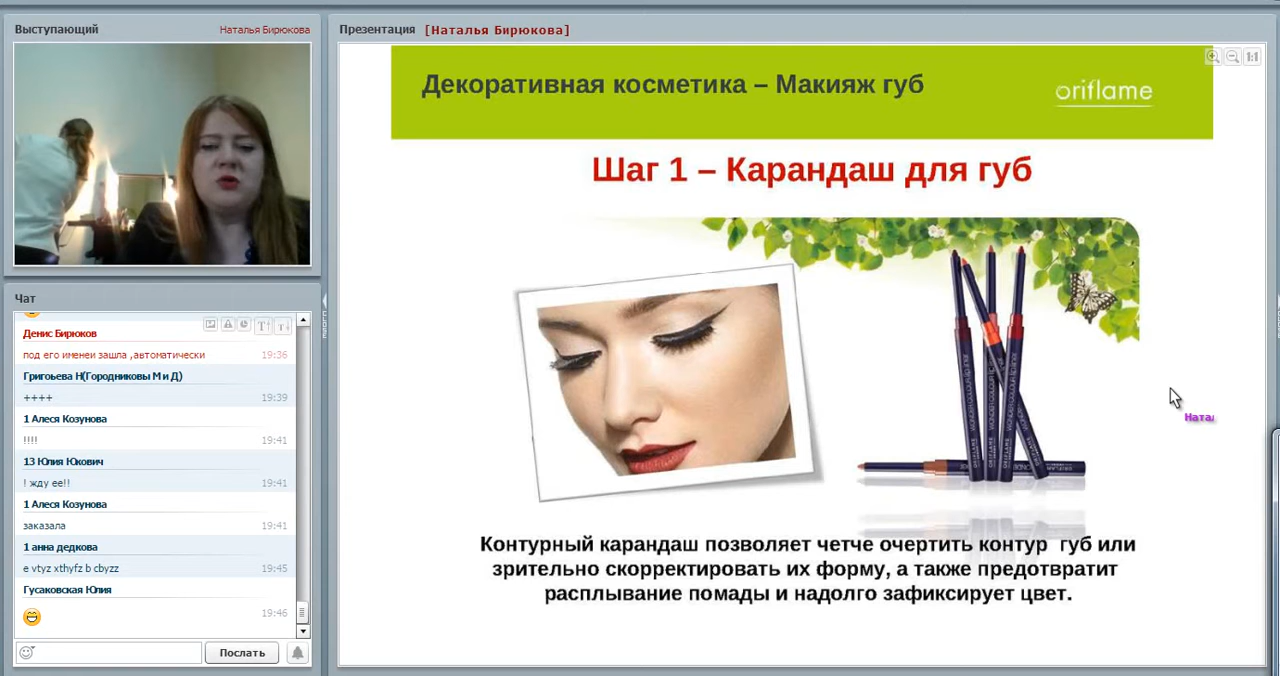 Выступающий
Наталья Бирюкова
Презентация [Наталья Бирюкова]
Декоративная косметика – Макияж губ
oriflame
Шаг 1 – Карандаш для губ
Контурный карандаш позволяет четче очертить контур губ или
зрительно скорректировать их форму, а также предотвратит
расплывание помады и надолго зафиксирует цвет.
Ната
1:1
Чат
Денис Бирюков
под его именеи зашла ,автоматически 19:36
Григоьева Н(Городниковы М и Д)
++++ 19:39
1 Алеся Козунова
!!!! 19:41
13 Юлия Юкович
! жду ее!! 19:41
1 Алеся Козунова
заказала 19:41
1 анна дедкова
e vtyz xthyfz b cbyzz 19:45
Гусаковская Юлия
19:46
Послать